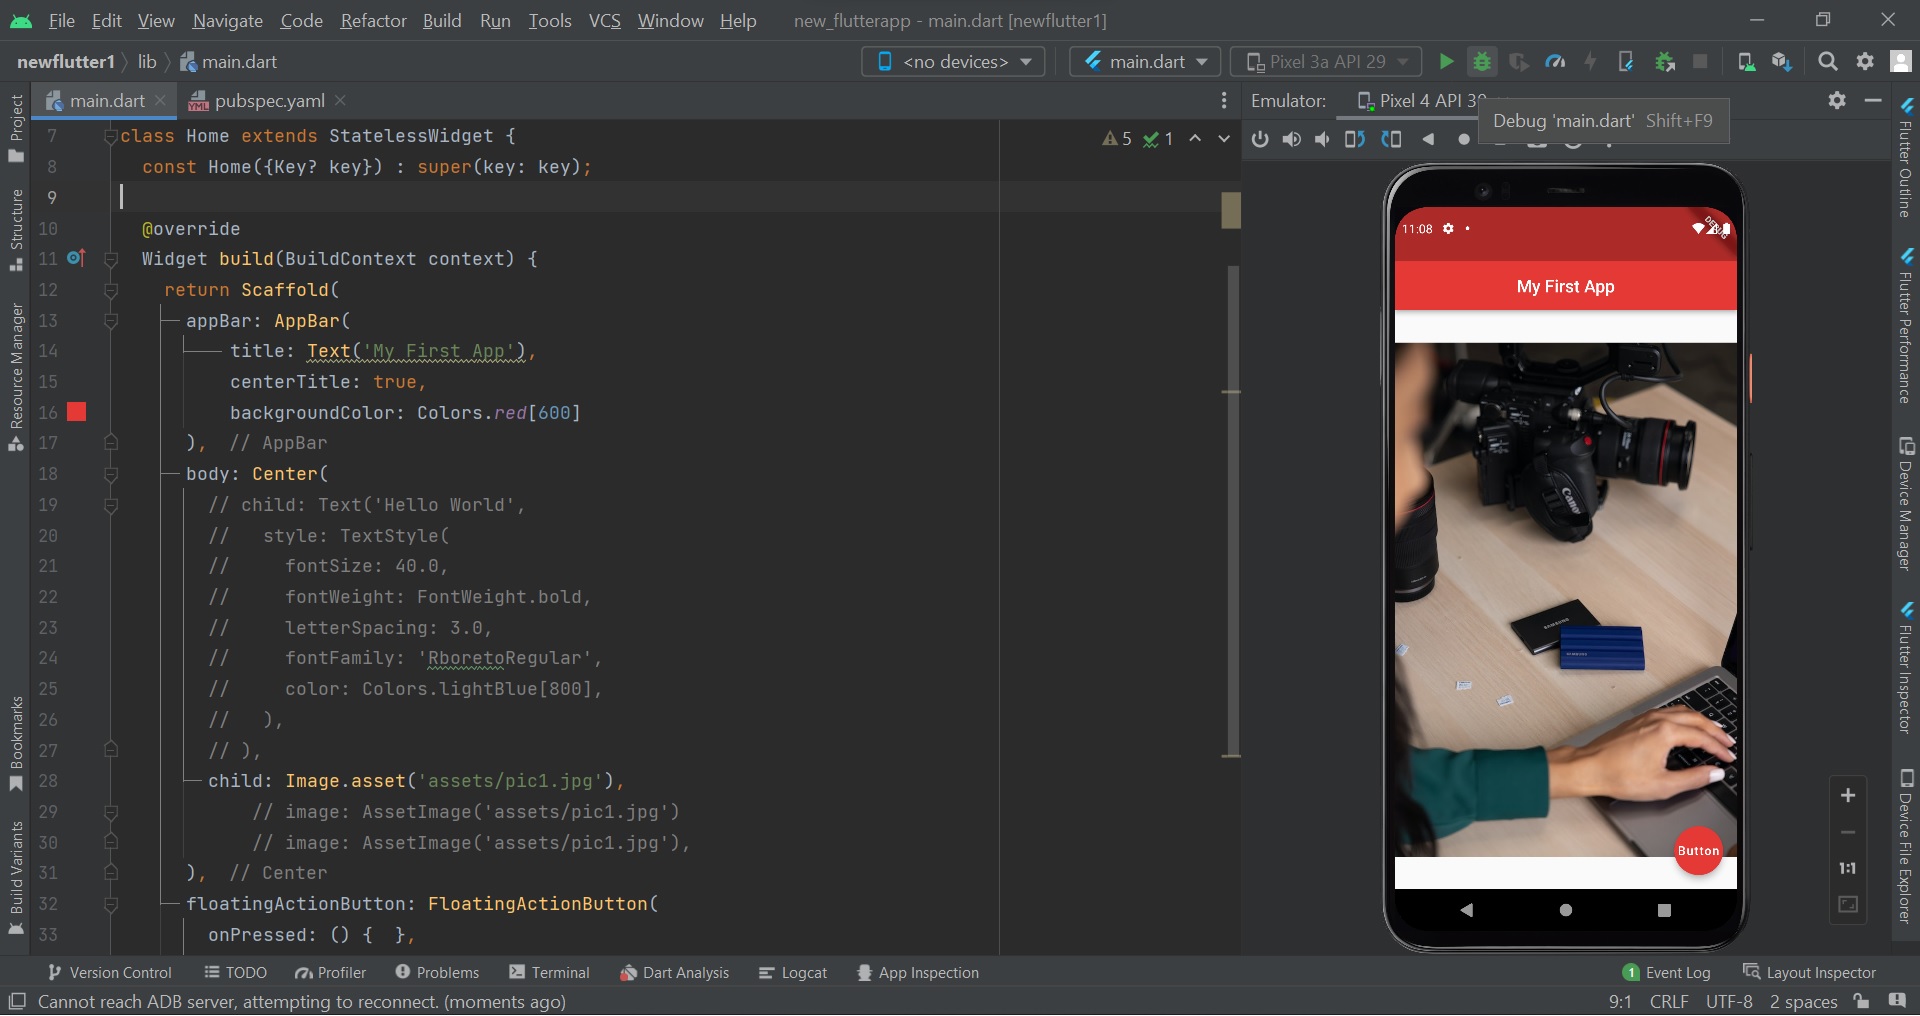 File Edit View Navigate Code Refactor Build Run Tools VCS Window Help new_flutterapp - main.dart [newflutter1]
newflutter1 lib main.dart <no devices> main.dart Pixel 3a API 29
main.dart pubspec.yaml Emulator: Pixel 4 API 30
Debug 'main.dart' Shift+F9
5 1
7 class Home extends StatelessWidget {
8 const Home({Key? key}) : super(key: key);
9
10 @override
11 Widget build(BuildContext context) {
12 return Scaffold(
13 appBar: AppBar(
14 title: Text('My First App'),
15 centerTitle: true,
16 backgroundColor: Colors.red[600]
17 ), // AppBar
18 body: Center(
19 // child: Text('Hello World',
20 // style: TextStyle(
21 // fontSize: 40.0,
22 // fontWeight: FontWeight.bold,
23 // letterSpacing: 3.0,
24 // fontFamily: 'RboretoRegular',
25 // color: Colors.lightBlue[800],
26 // ),
27 // ),
28 child: Image.asset('assets/pic1.jpg'),
29 // image: AssetImage('assets/pic1.jpg')
30 // image: AssetImage('assets/pic1.jpg'),
31 ), // Center
32 floatingActionButton: FloatingActionButton(
33 onPressed: () { },
Project
Structure
Resource Manager
Bookmarks
Build Variants
11:08
DEBUG
My First App
Canon
SAMSUNG
SAMSUNG
Button
1:1
Flutter Outline
Flutter Performance
Device Manager
Flutter Inspector
Device File Explorer
Version Control TODO Profiler Problems Terminal Dart Analysis Logcat App Inspection 1 Event Log Layout Inspector
Cannot reach ADB server, attempting to reconnect. (moments ago) 9:1 CRLF UTF-8 2 spaces